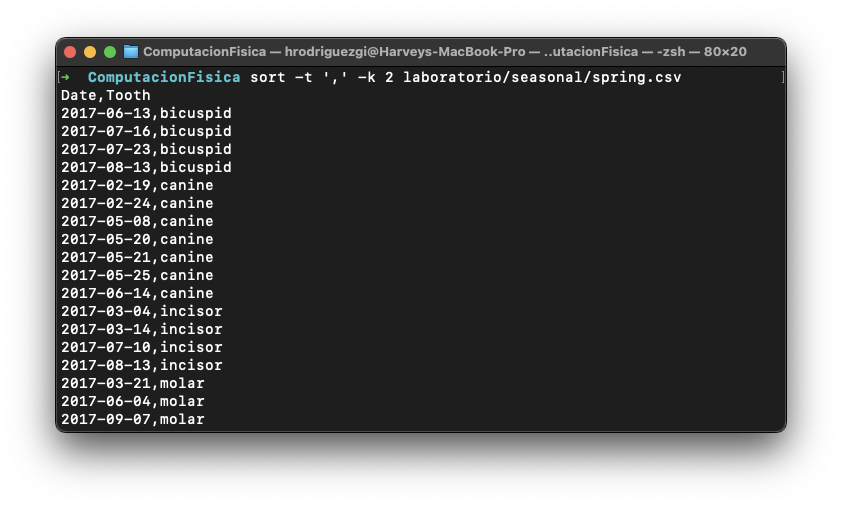 ComputacionFisica — hrodriguezgi@Harveys-MacBook-Pro — ..utacionFisica — -zsh — 80×20
[➜  ComputacionFisica sort -t ',' -k 2 laboratorio/seasonal/spring.csv ]
Date,Tooth
2017-06-13,bicuspid
2017-07-16,bicuspid
2017-07-23,bicuspid
2017-08-13,bicuspid
2017-02-19,canine
2017-02-24,canine
2017-05-08,canine
2017-05-20,canine
2017-05-21,canine
2017-05-25,canine
2017-06-14,canine
2017-03-04,incisor
2017-03-14,incisor
2017-07-10,incisor
2017-08-13,incisor
2017-03-21,molar
2017-06-04,molar
2017-09-07,molar